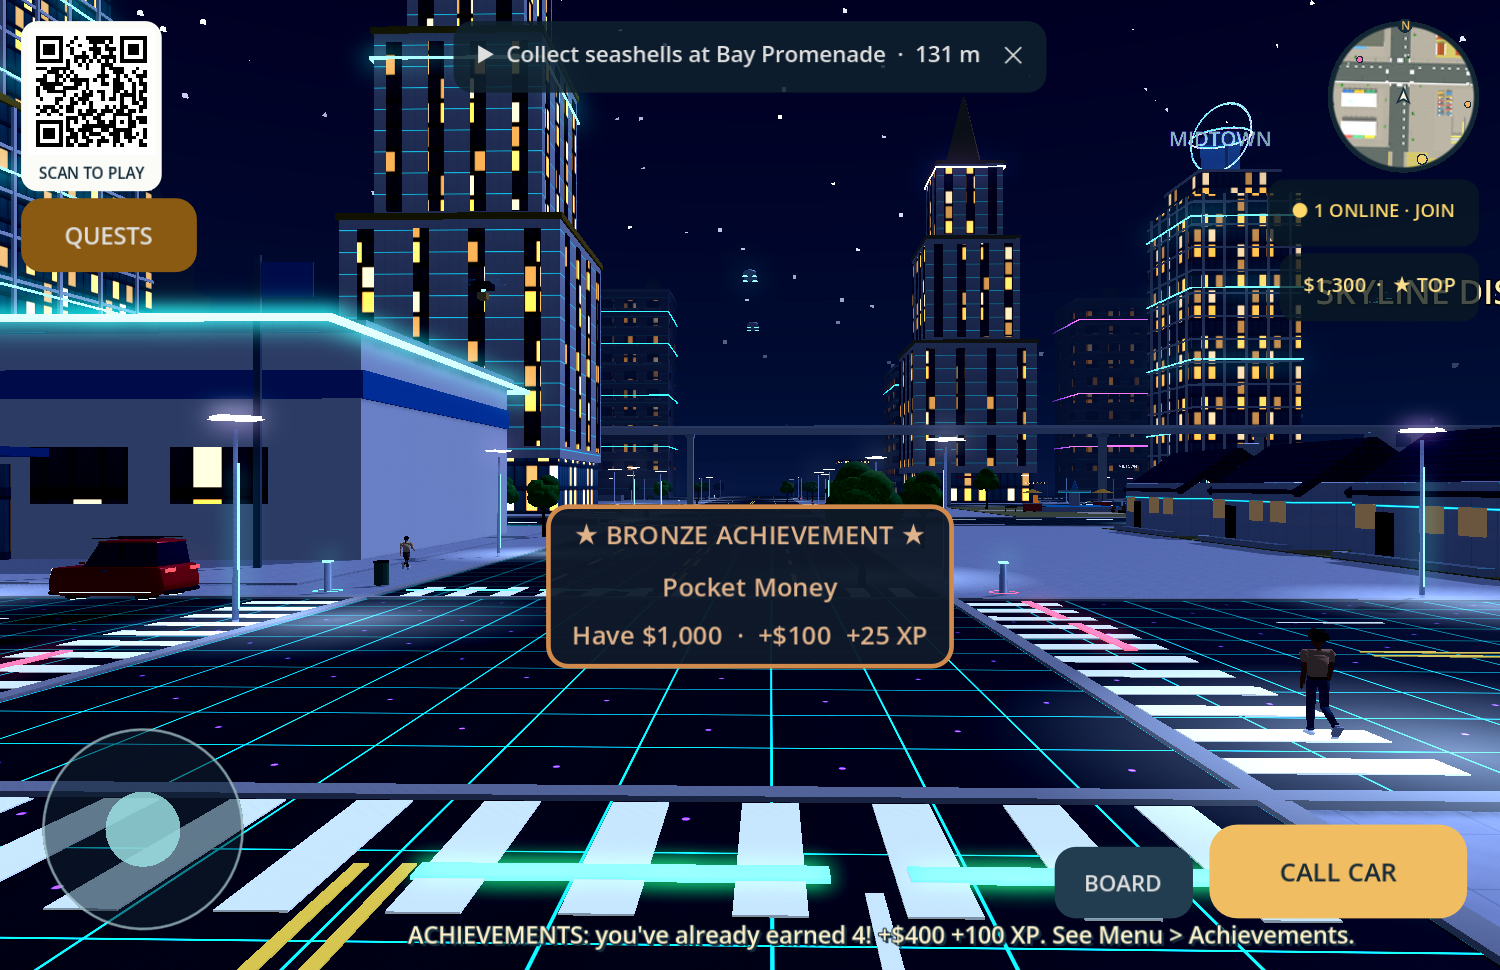 Collect seashells at Bay Promenade · 131 m
N
SCAN TO PLAY
QUESTS
MIDTOWN
1 ONLINE · JOIN
$1,300 · ★ TOP
SKYLINE DIS
★ BRONZE ACHIEVEMENT ★
Pocket Money
Have $1,000 · +$100 +25 XP
BOARD
CALL CAR
ACHIEVEMENTS: you've already earned 4! +$400 +100 XP. See Menu > Achievements.